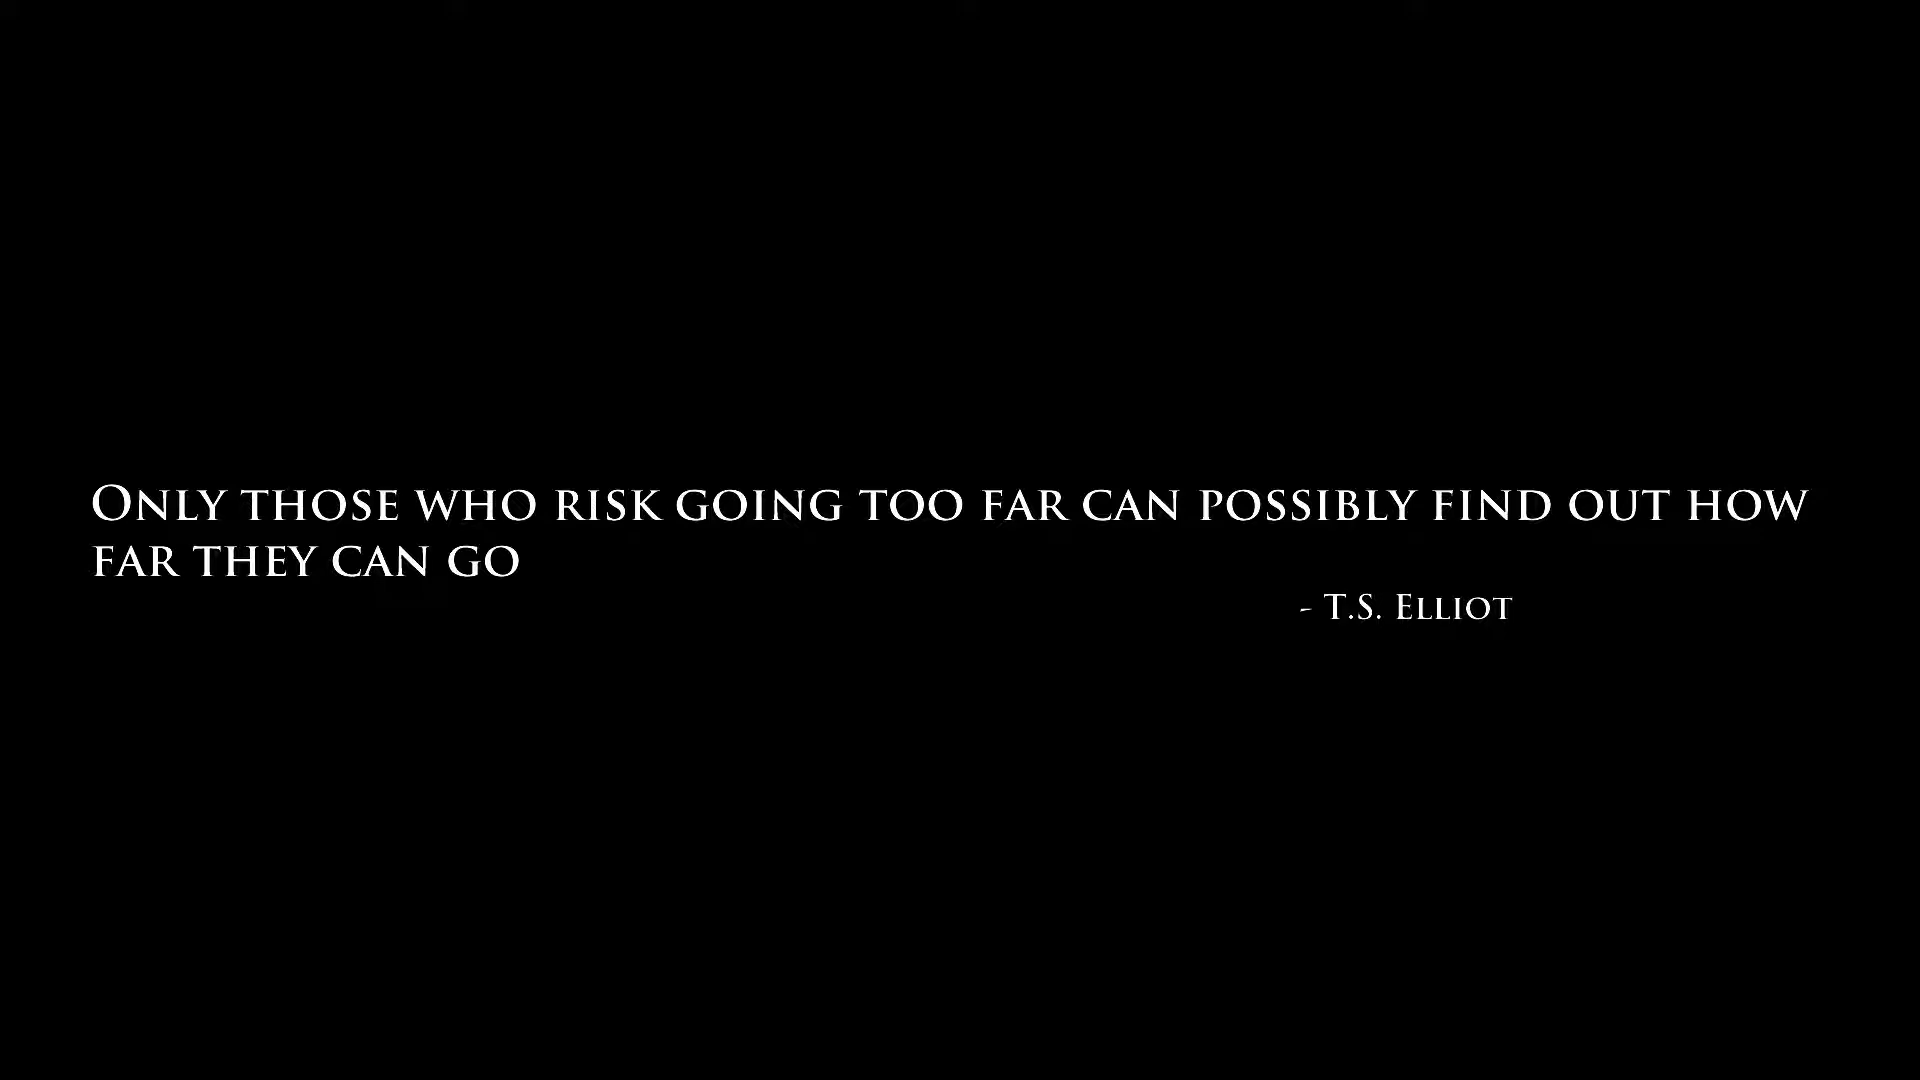 Only those who risk going too far can possibly find out how
far they can go
- T.S. Elliot